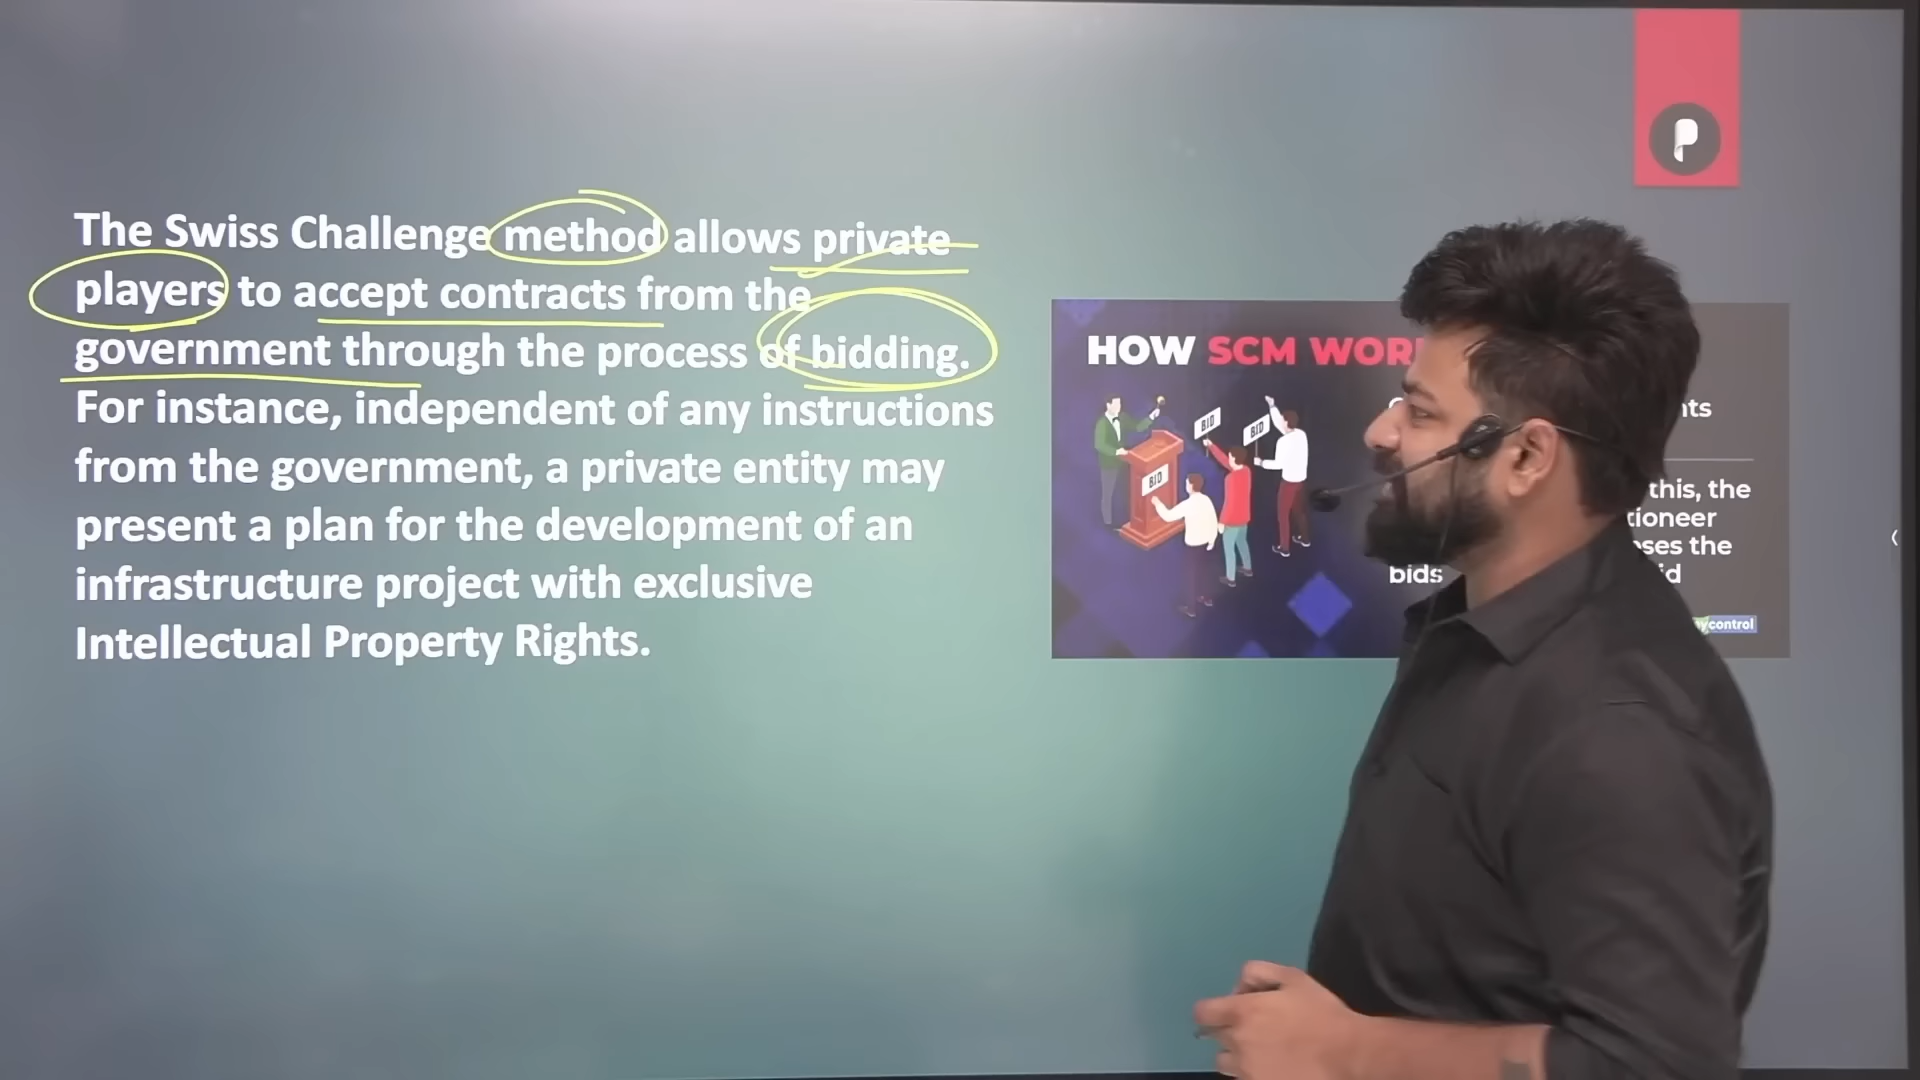 The Swiss Challenge method allows private
players to accept contracts from the
government through the process of bidding.
For instance, independent of any instructions
from the government, a private entity may
present a plan for the development of an
infrastructure project with exclusive
Intellectual Property Rights.
HOW SCM
BID
BID
BID
this, the
the
bids
control